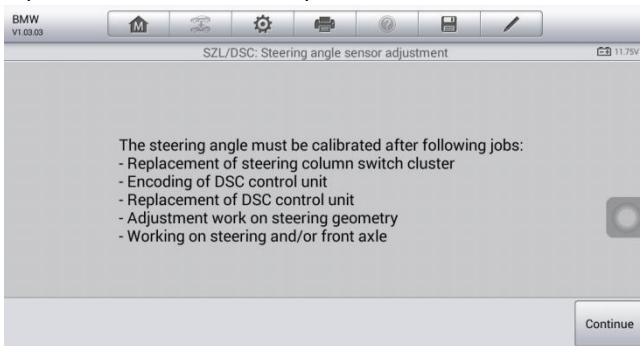 BMW
V1.03.03
SZL/DSC: Steering angle sensor adjustment
11.75V
The steering angle must be calibrated after following jobs:
- Replacement of steering column switch cluster
- Encoding of DSC control unit
- Replacement of DSC control unit
- Adjustment work on steering geometry
- Working on steering and/or front axle
Continue